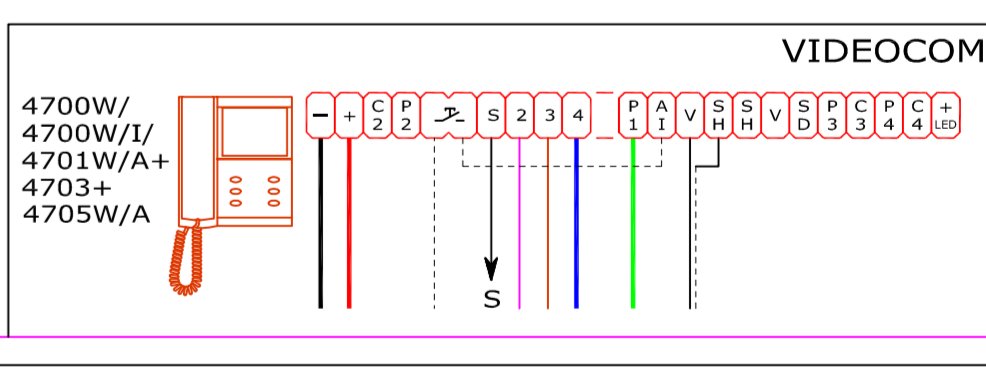 VIDEOCOM
4700W/
4700W/I/
4701W/A+
4703+
4705W/A
− + C2 P2 S 2 3 4 P1 AI V SH SH V SD P3 C3 P4 C4 +LED
S